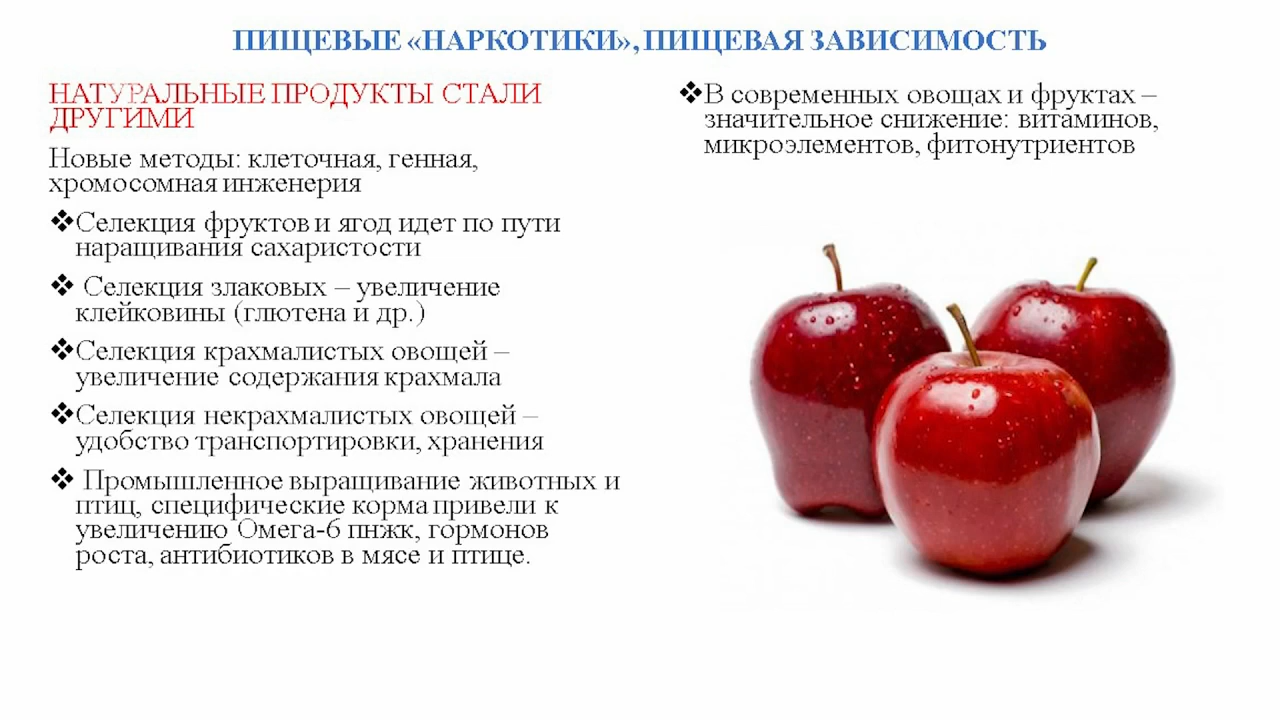 ПИЩЕВЫЕ «НАРКОТИКИ», ПИЩЕВАЯ ЗАВИСИМОСТЬ
НАТУРАЛЬНЫЕ ПРОДУКТЫ СТАЛИ
ДРУГИМИ
Новые методы: клеточная, генная,
хромосомная инженерия
❖Селекция фруктов и ягод идет по пути
наращивания сахаристости
❖ Селекция злаковых – увеличение
клейковины (глютена и др.)
❖Селекция крахмалистых овощей –
увеличение содержания крахмала
❖Селекция некрахмалистых овощей –
удобство транспортировки, хранения
❖ Промышленное выращивание животных и
птиц, специфические корма привели к
увеличению Омега-6 пнжк, гормонов
роста, антибиотиков в мясе и птице.
❖В современных овощах и фруктах –
значительное снижение: витаминов,
микроэлементов, фитонутриентов